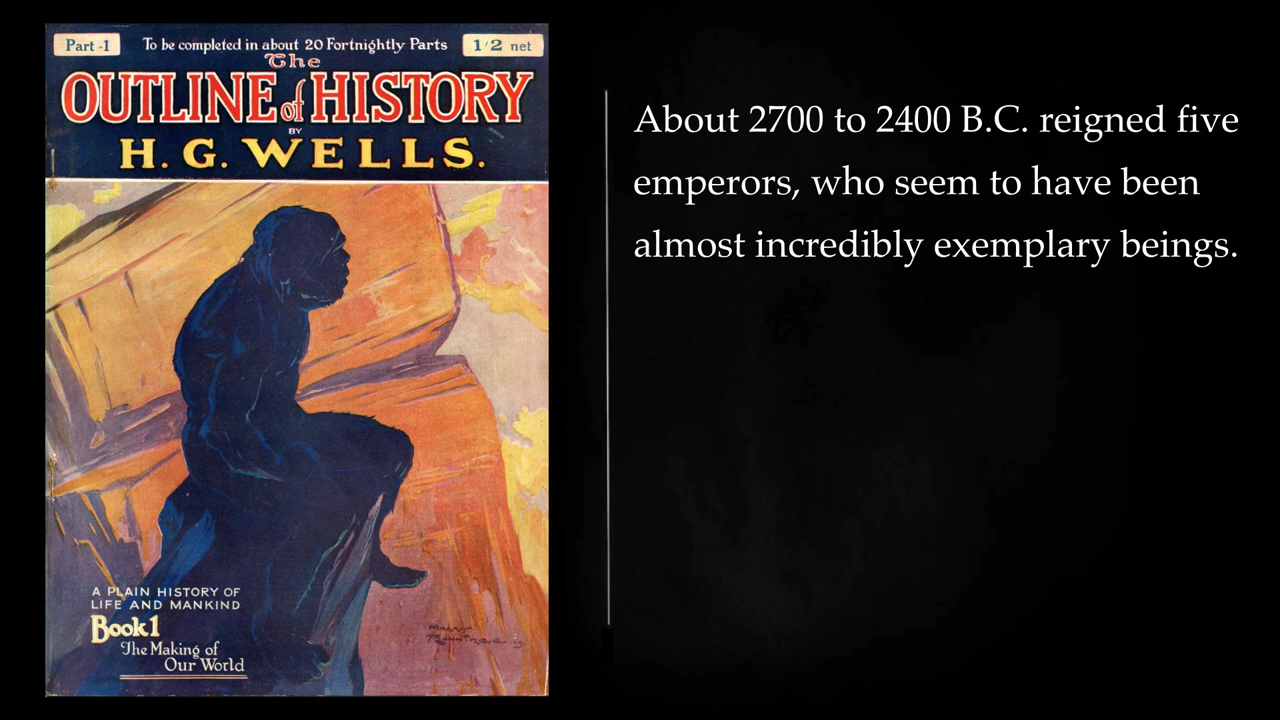 Part -1
To be completed in about 20 Fortnightly Parts
1/2 net
The
OUTLINE of HISTORY
BY
H. G. WELLS.
A PLAIN HISTORY OF
LIFE AND MANKIND
Book 1
The Making of
Our World
About 2700 to 2400 B.C. reigned five
emperors, who seem to have been
almost incredibly exemplary beings.